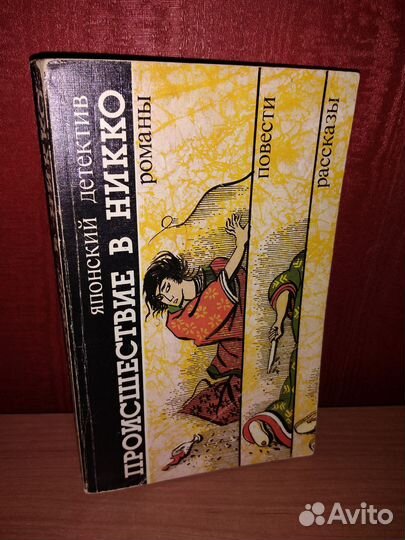 японский детектив
ПРОИСШЕСТВИЕ В НИККО
романы
повести
рассказы
Avito